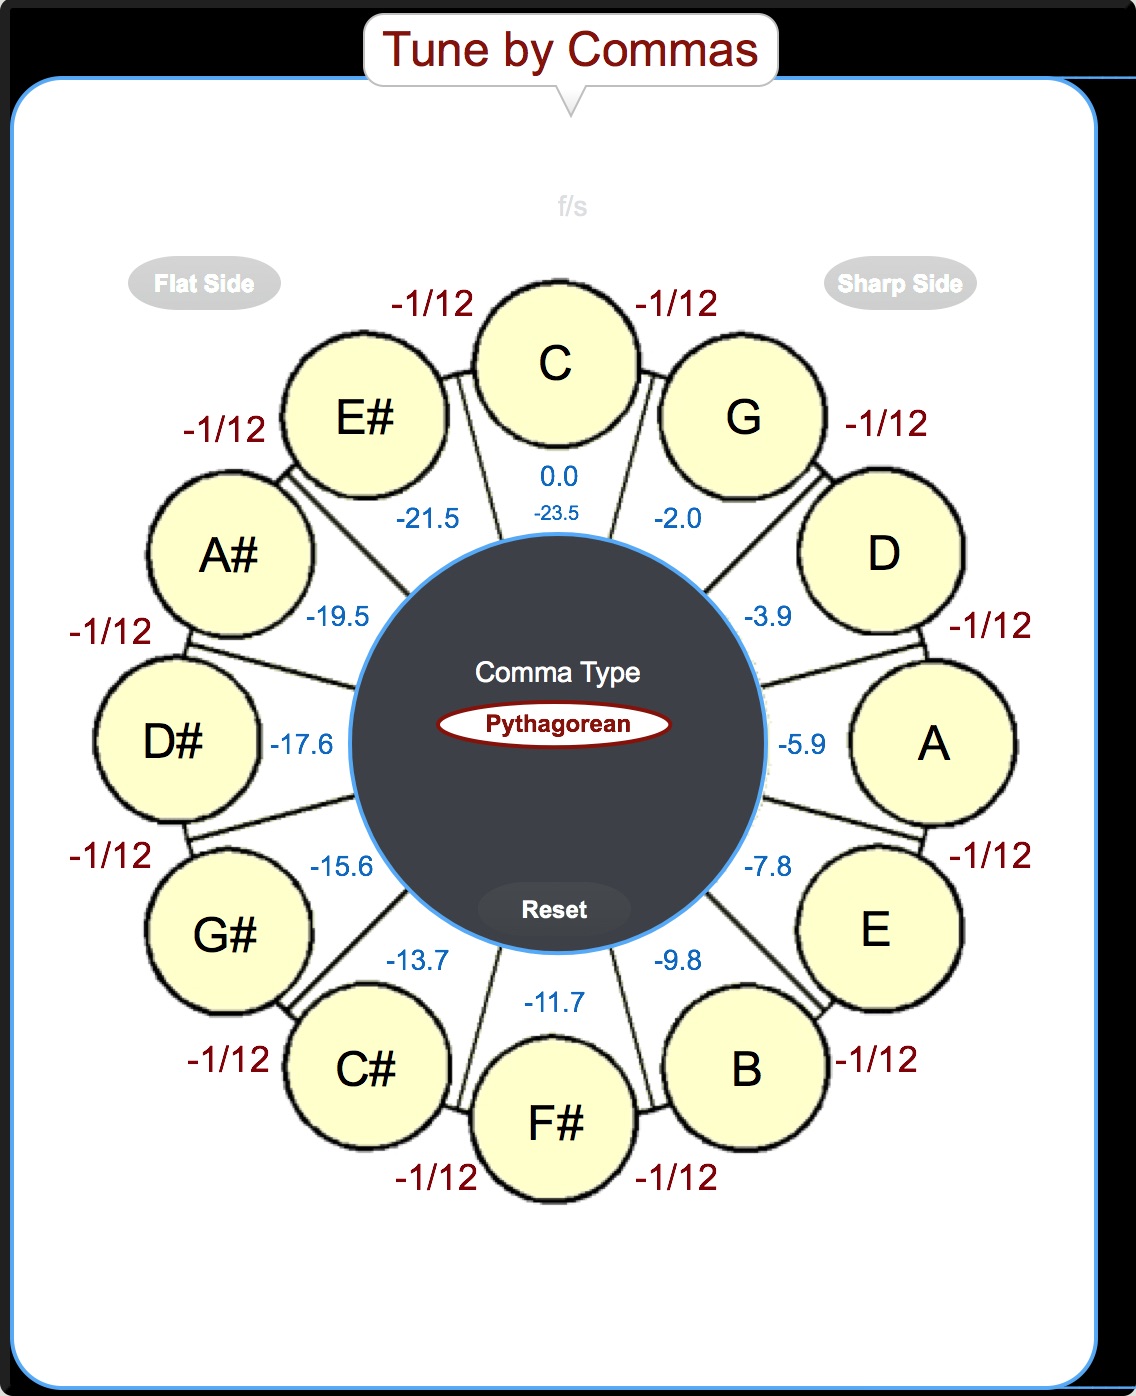 Tune by Commas
f/s
Flat Side
Sharp Side
-1/12
C
-1/12
E#
G
-1/12
-1/12
0.0
-23.5
-21.5
-2.0
A#
D
-19.5
-3.9
-1/12
-1/12
Comma Type
Pythagorean
D#
-17.6
-5.9
A
-1/12
-1/12
-15.6
-7.8
Reset
G#
E
-13.7
-9.8
-11.7
-1/12
C#
B
-1/12
F#
-1/12
-1/12